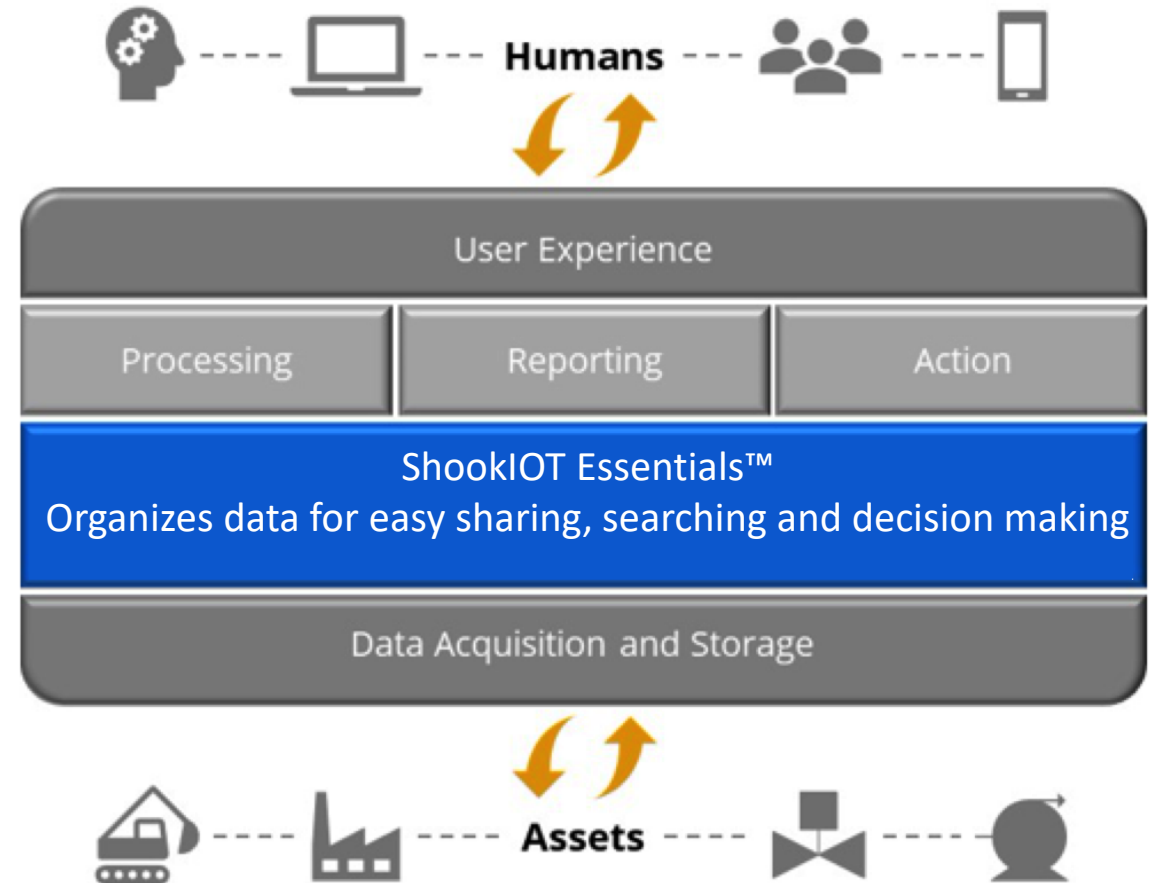 Humans
User Experience
Processing Reporting Action
ShookIOT Essentials™
Organizes data for easy sharing, searching and decision making
Data Acquisition and Storage
Assets